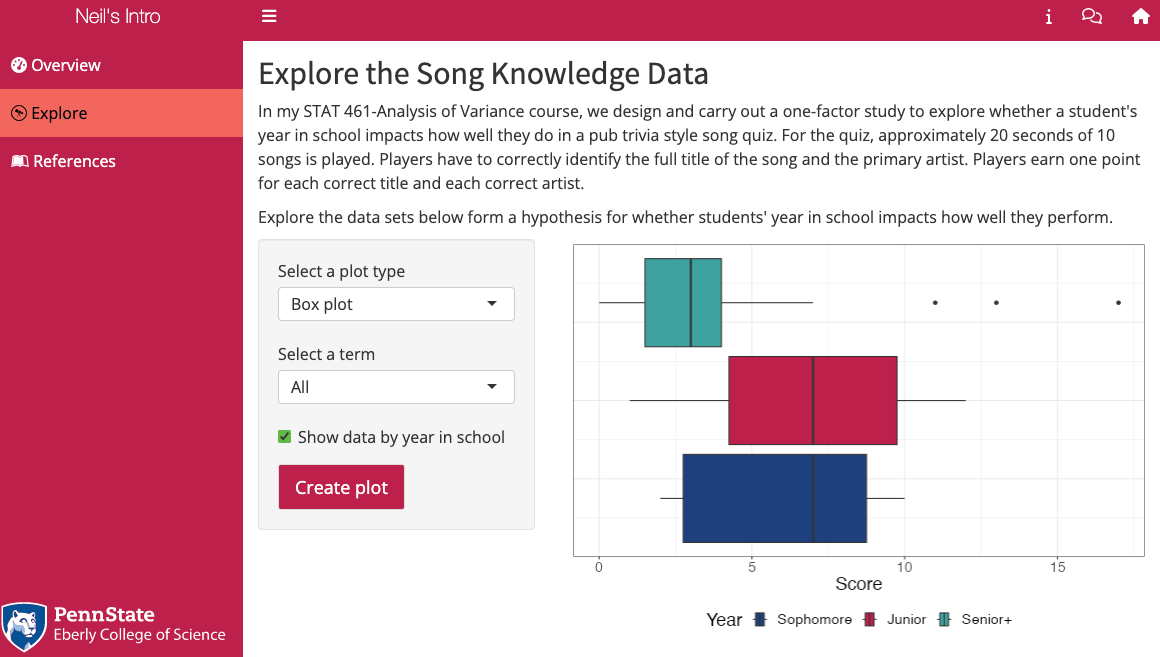 Neil's Intro
Overview
Explore
References
Explore the Song Knowledge Data
In my STAT 461-Analysis of Variance course, we design and carry out a one-factor study to explore whether a student's
year in school impacts how well they do in a pub trivia style song quiz. For the quiz, approximately 20 seconds of 10
songs is played. Players have to correctly identify the full title of the song and the primary artist. Players earn one point
for each correct title and each correct artist.
Explore the data sets below form a hypothesis for whether students' year in school impacts how well they perform.
Select a plot type
Box plot
Select a term
All
Show data by year in school
Create plot
0 5 10 15
Score
Year Sophomore Junior Senior+
PennState
Eberly College of Science